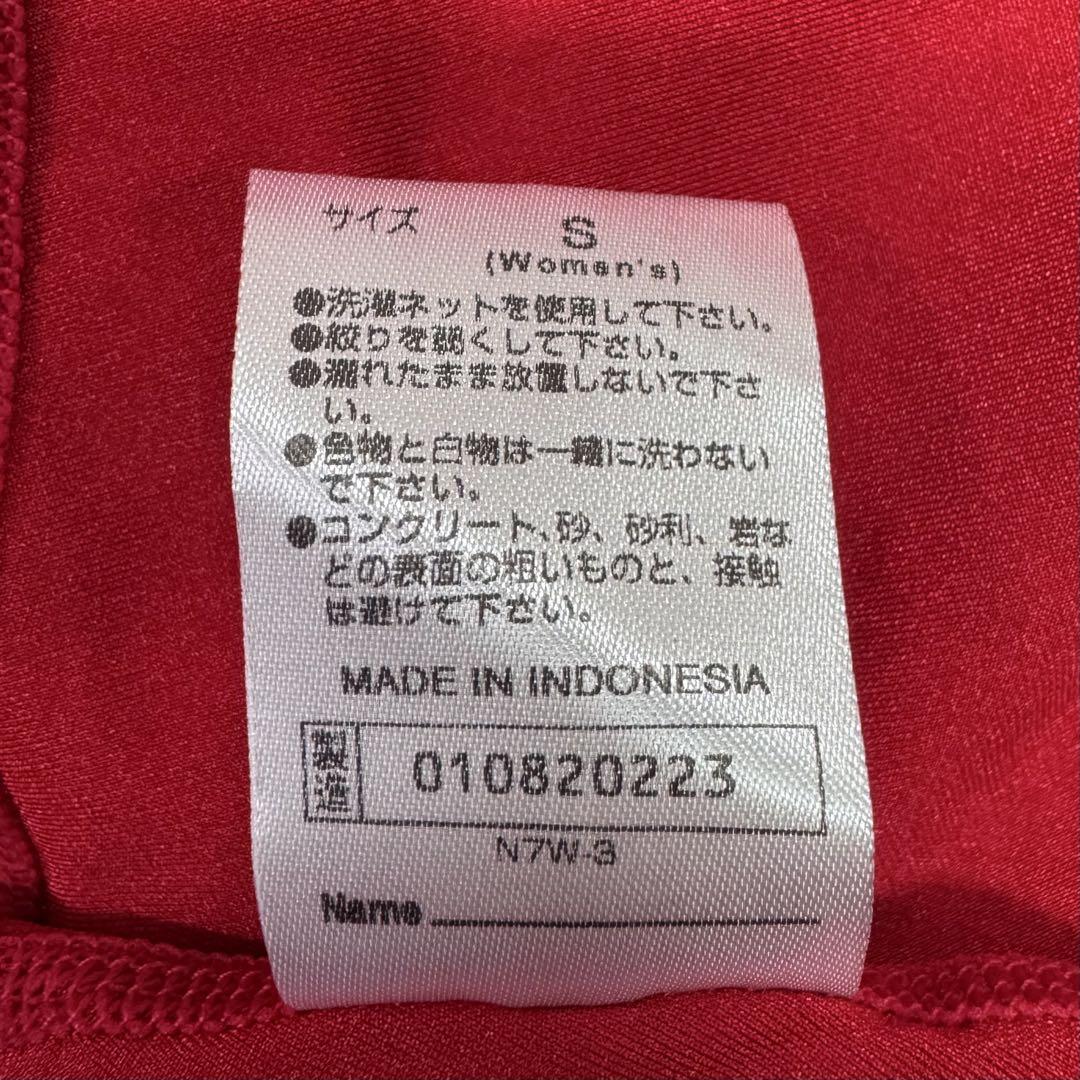 サイズ S
(Women's)
●洗濯ネットを使用して下さい。
●絞りを弱くして下さい。
●濡れたまま放置しないで下さ
い。
●色物と白物は一緒に洗わない
で下さい。
●コンクリート、砂、砂利、岩な
どの表面の粗いものと、接触
は避けて下さい。
MADE IN INDONESIA
製造 010820223
N7W-3
Name